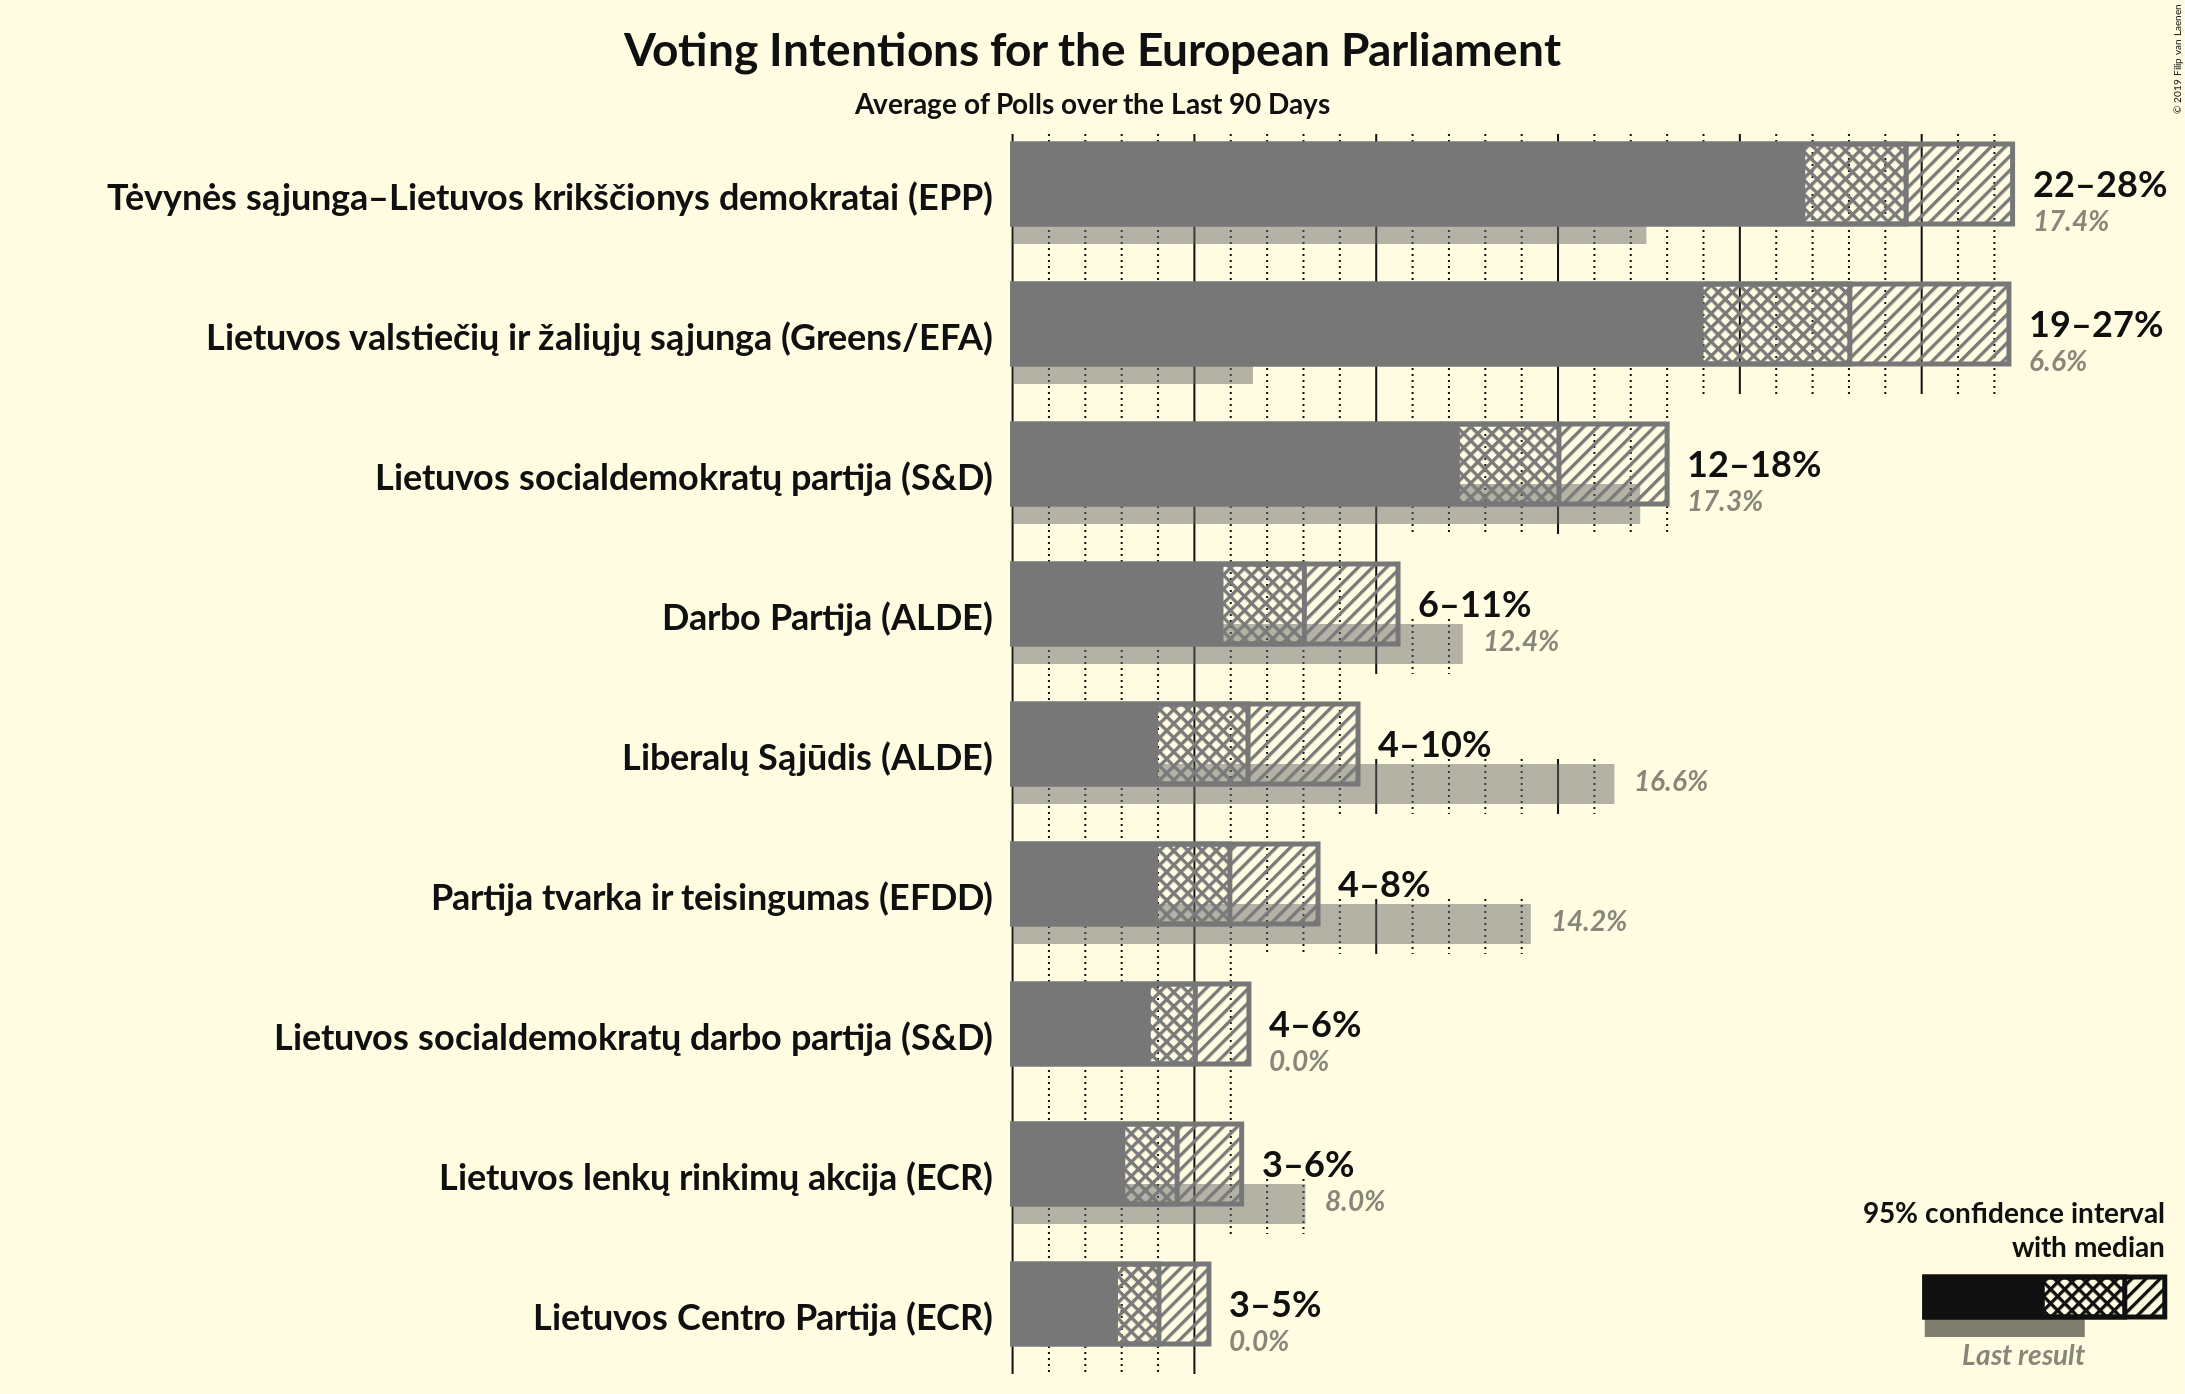 © 2019 Filip van Laenen
Voting Intentions for the European Parliament
Average of Polls over the Last 90 Days
Tėvynės sąjunga–Lietuvos krikščionys demokratai (EPP)
22–28%
17.4%
Lietuvos valstiečių ir žaliųjų sąjunga (Greens/EFA)
19–27%
6.6%
Lietuvos socialdemokratų partija (S&D)
12–18%
17.3%
Darbo Partija (ALDE)
6–11%
12.4%
Liberalų Sąjūdis (ALDE)
4–10%
16.6%
Partija tvarka ir teisingumas (EFDD)
4–8%
14.2%
Lietuvos socialdemokratų darbo partija (S&D)
4–6%
0.0%
Lietuvos lenkų rinkimų akcija (ECR)
3–6%
8.0%
Lietuvos Centro Partija (ECR)
3–5%
0.0%
95% confidence interval
with median
Last result